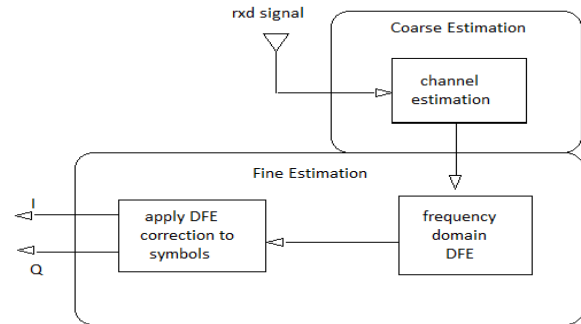 rxd signal
Coarse Estimation
channel
estimation
Fine Estimation
I
Q
apply DFE
correction to
symbols
frequency
domain
DFE